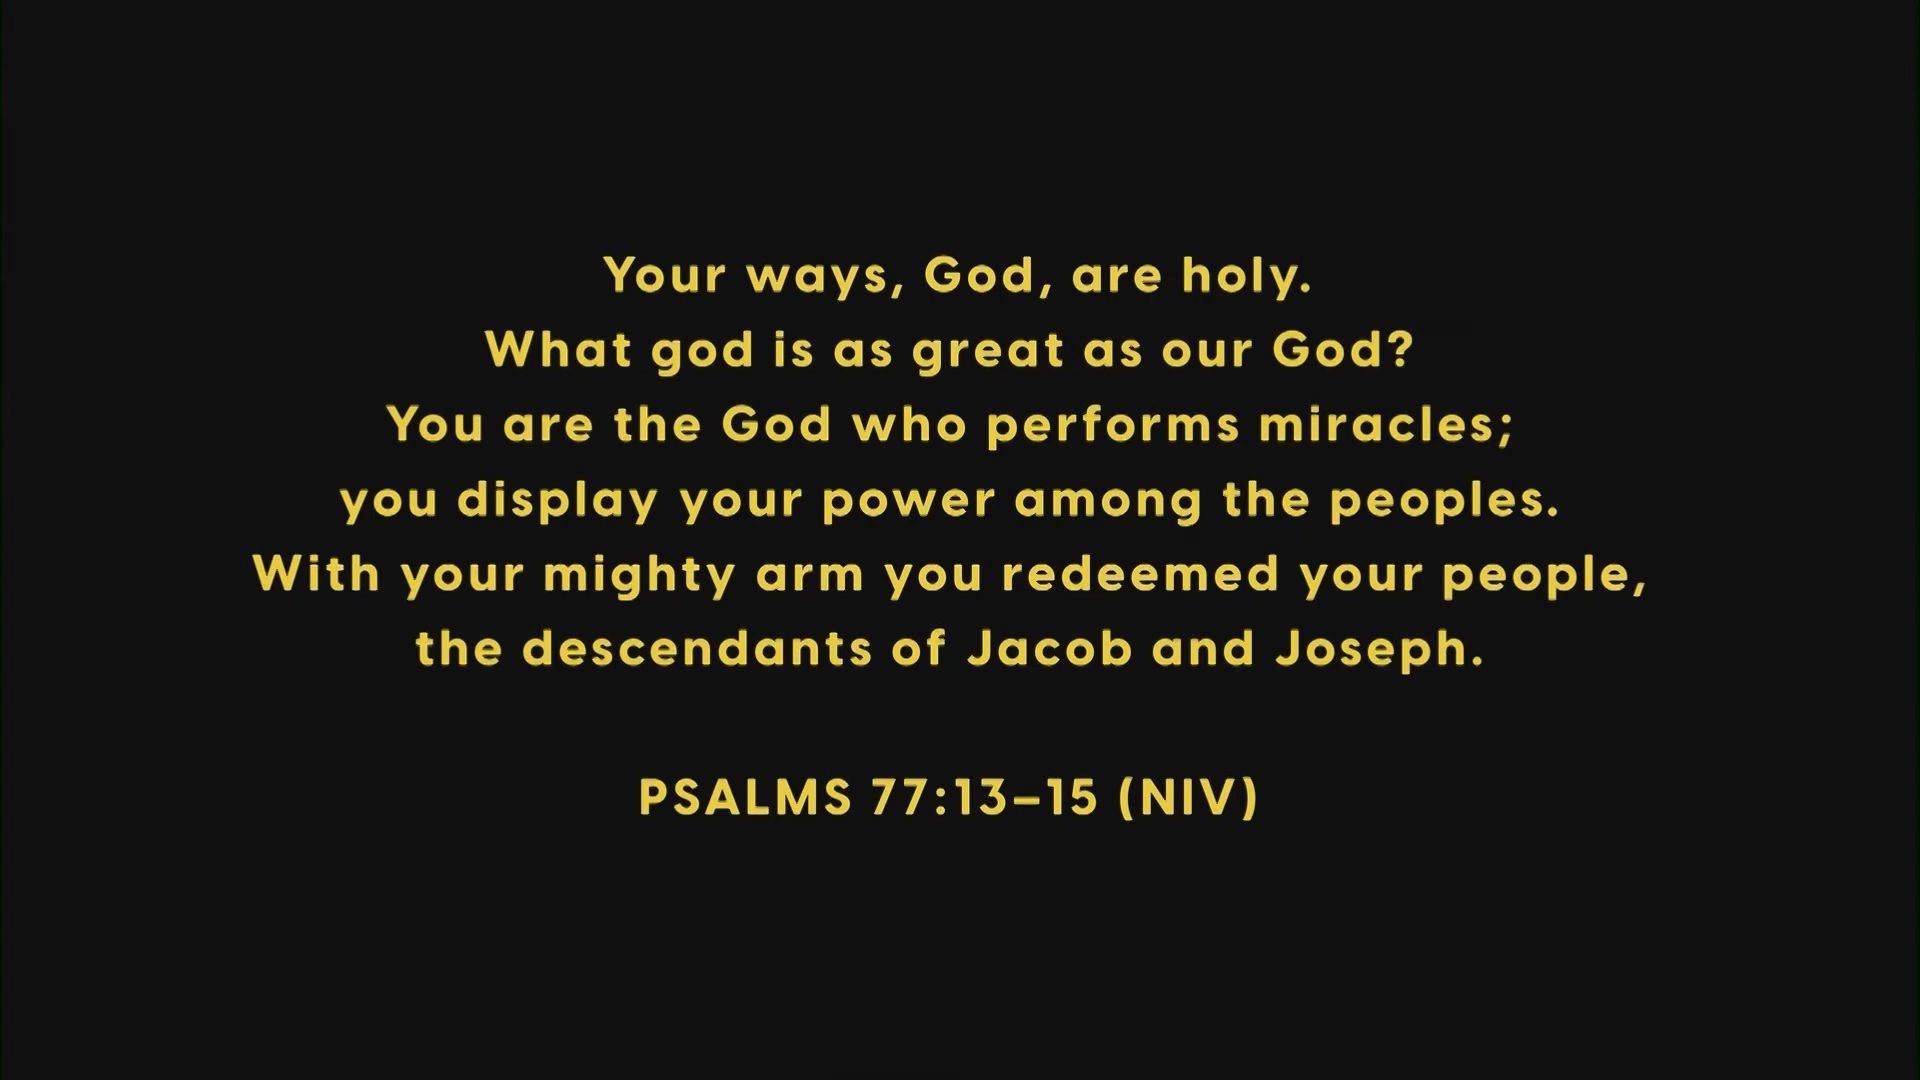 Your ways, God, are holy.
What god is as great as our God?
You are the God who performs miracles;
you display your power among the peoples.
With your mighty arm you redeemed your people,
the descendants of Jacob and Joseph.
PSALMS 77:13–15 (NIV)